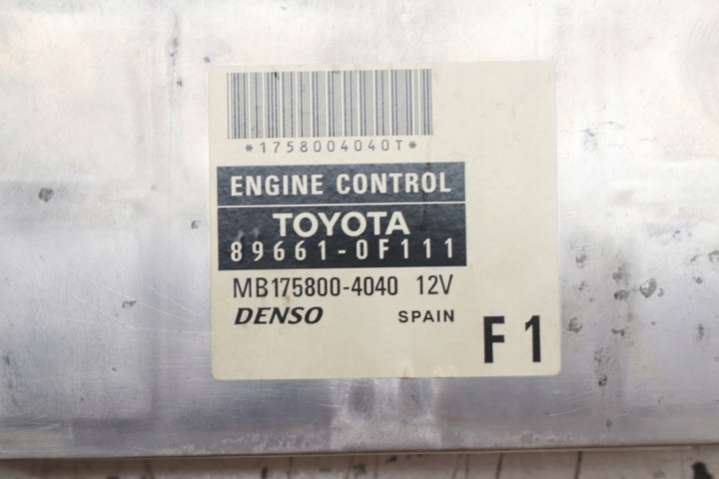 *1758004040T*
ENGINE CONTROL
TOYOTA
89661-0F111
MB175800-4040 12V
DENSO SPAIN
F1